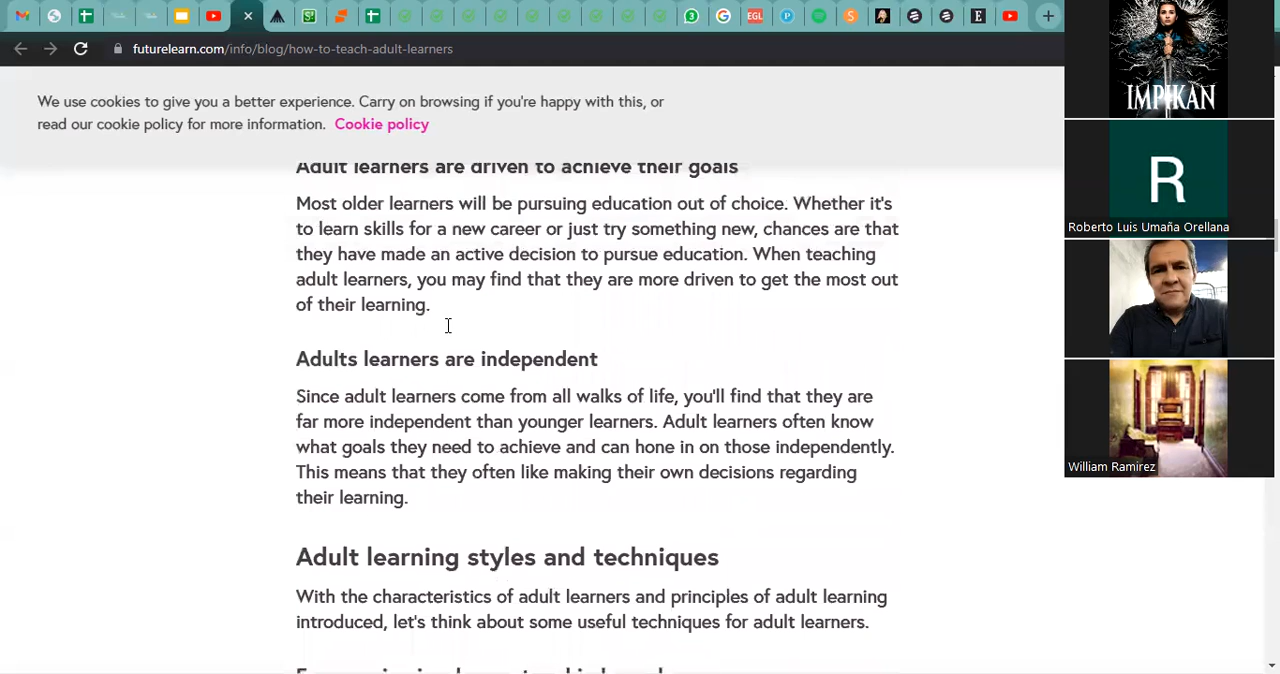 EGL
futurelearn.com/info/blog/how-to-teach-adult-learners
We use cookies to give you a better experience. Carry on browsing if you're happy with this, or
read our cookie policy for more information. Cookie policy
Adult learners are driven to achieve their goals
Most older learners will be pursuing education out of choice. Whether it's
to learn skills for a new career or just try something new, chances are that
they have made an active decision to pursue education. When teaching
adult learners, you may find that they are more driven to get the most out
of their learning.
Adults learners are independent
Since adult learners come from all walks of life, you'll find that they are
far more independent than younger learners. Adult learners often know
what goals they need to achieve and can hone in on those independently.
This means that they often like making their own decisions regarding
their learning.
Adult learning styles and techniques
With the characteristics of adult learners and principles of adult learning
introduced, let's think about some useful techniques for adult learners.
IMPIKAN
R
Roberto Luis Umaña Orellana
William Ramirez